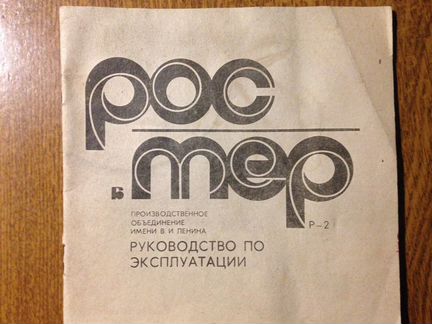 рос
тер
Р-2
ПРОИЗВОДСТВЕННОЕ
ОБЪЕДИНЕНИЕ
ИМЕНИ В. И ЛЕНИНА
РУКОВОДСТВО ПО
ЭКСПЛУАТАЦИИ